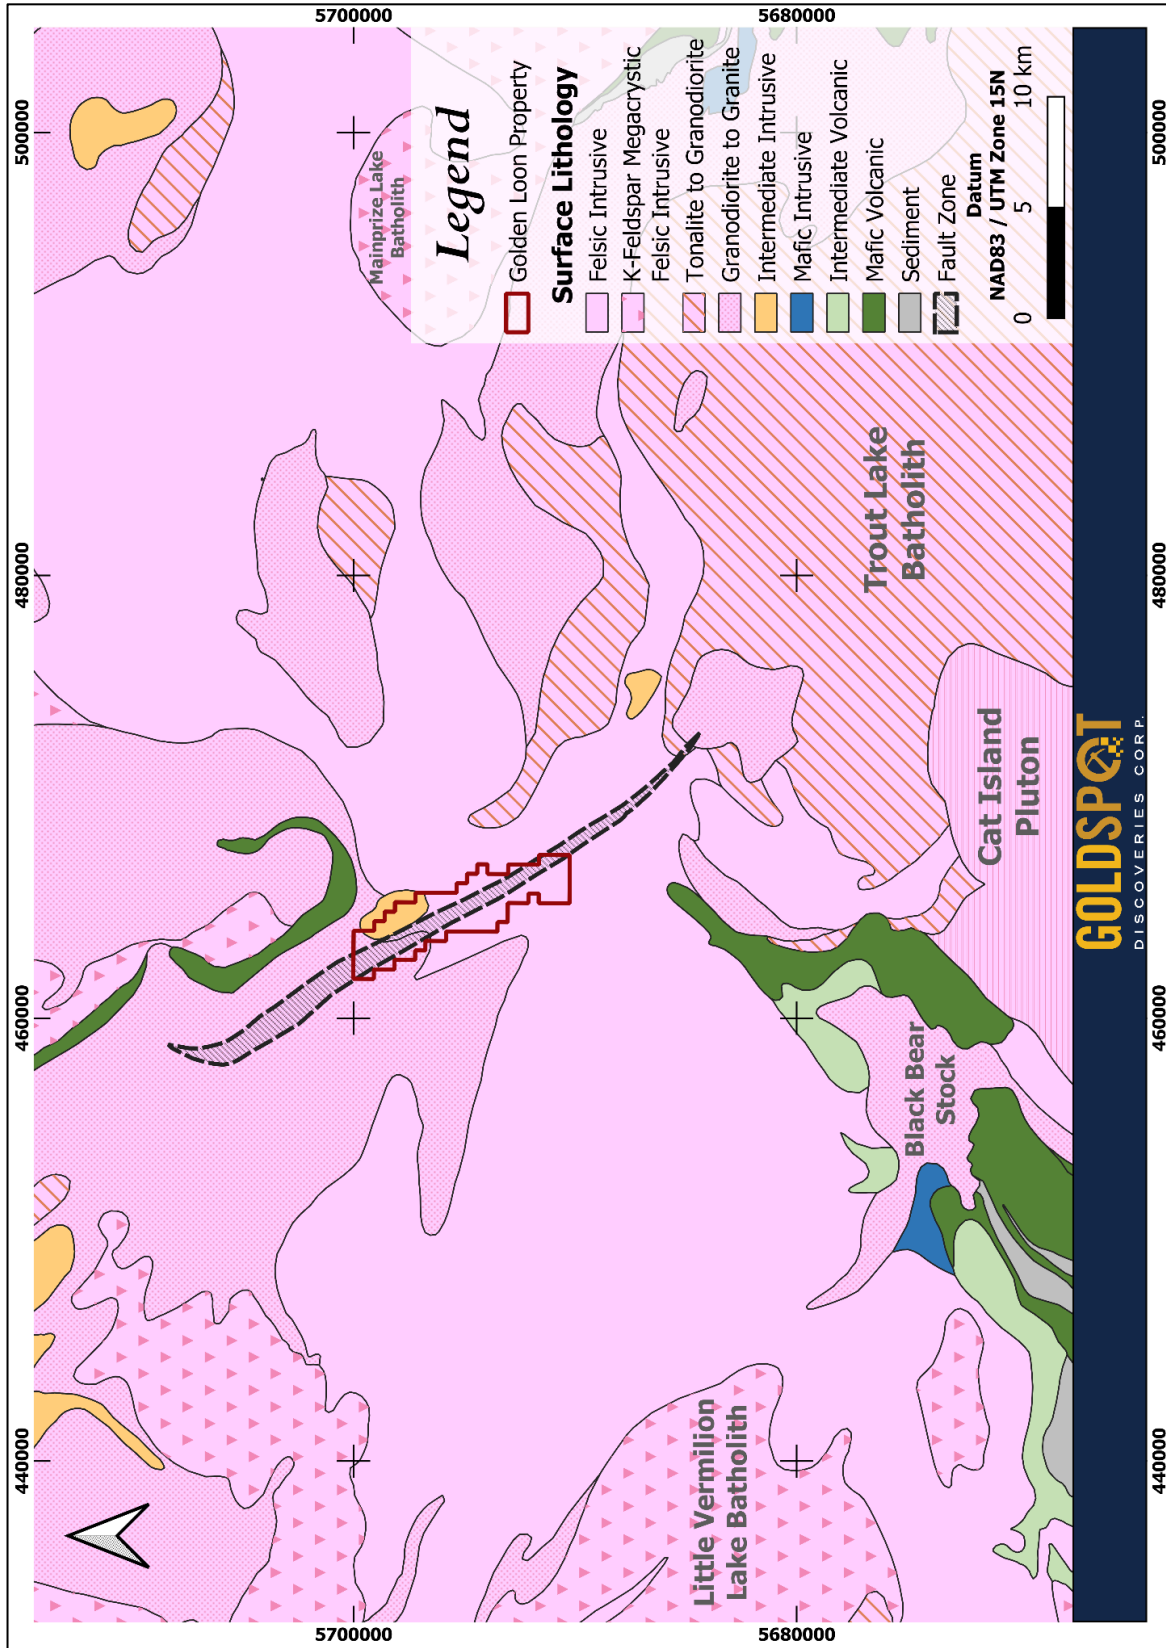 5700000
5680000
500000
480000
460000
440000
500000
480000
460000
440000
5700000
5680000
Mainprize Lake
Batholith
Legend
Golden Loon Property
Surface Lithology
Felsic Intrusive
K-Feldspar Megacrystic
Felsic Intrusive
Tonalite to Granodiorite
Granodiorite to Granite
Intermediate Intrusive
Mafic Intrusive
Intermediate Volcanic
Mafic Volcanic
Sediment
Fault Zone
Datum
NAD83 / UTM Zone 15N
0 5 10 km
Trout Lake
Batholith
Cat Island
Pluton
Black Bear
Stock
Little Vermilion
Lake Batholith
GOLDSPOT
DISCOVERIES CORP.